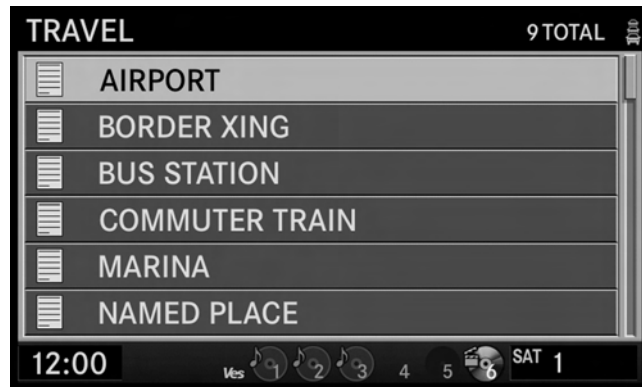 TRAVEL 9 TOTAL
AIRPORT
BORDER XING
BUS STATION
COMMUTER TRAIN
MARINA
NAMED PLACE
12:00 Ves 1 2 3 4 5 6 SAT 1